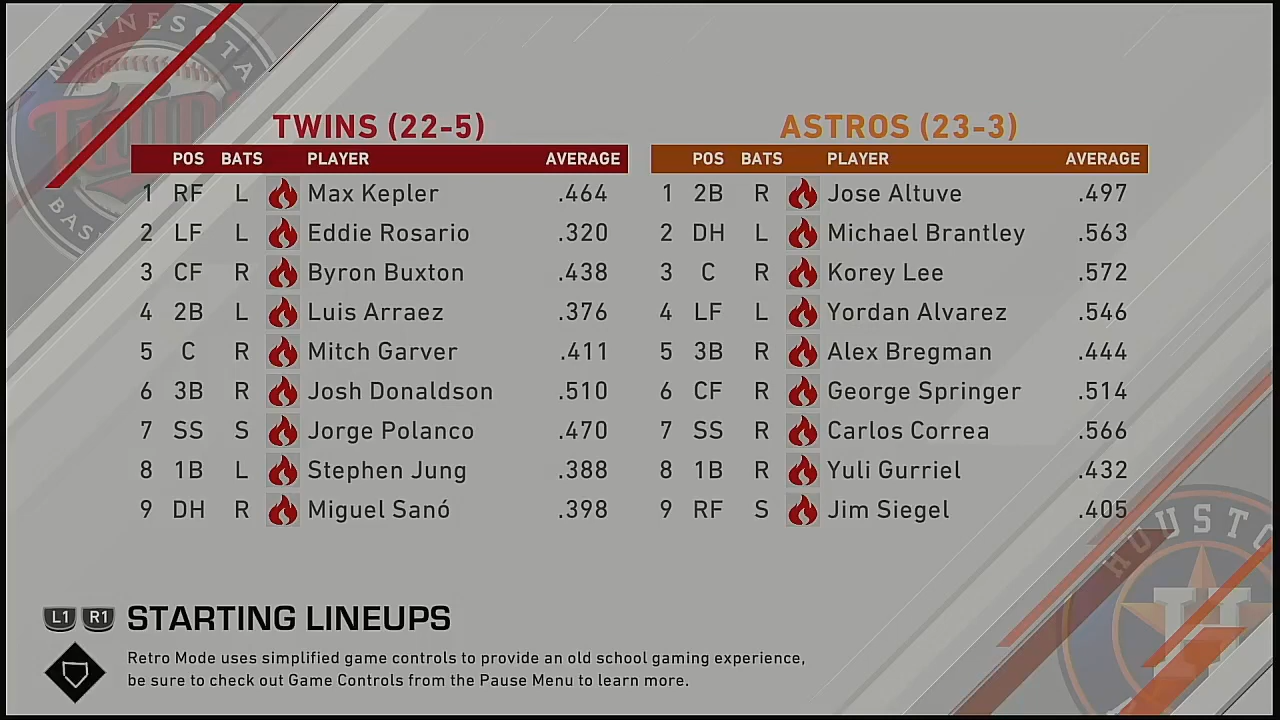 MINNESOTA
Twins
BAS
TWINS (22-5)
POS BATS PLAYER AVERAGE
1 RF L Max Kepler .464
2 LF L Eddie Rosario .320
3 CF R Byron Buxton .438
4 2B L Luis Arraez .376
5 C R Mitch Garver .411
6 3B R Josh Donaldson .510
7 SS S Jorge Polanco .470
8 1B L Stephen Jung .388
9 DH R Miguel Sanó .398
ASTROS (23-3)
POS BATS PLAYER AVERAGE
1 2B R Jose Altuve .497
2 DH L Michael Brantley .563
3 C R Korey Lee .572
4 LF L Yordan Alvarez .546
5 3B R Alex Bregman .444
6 CF R George Springer .514
7 SS R Carlos Correa .566
8 1B R Yuli Gurriel .432
9 RF S Jim Siegel .405
HOUSTO
H
L1 R1 STARTING LINEUPS
Retro Mode uses simplified game controls to provide an old school gaming experience,
be sure to check out Game Controls from the Pause Menu to learn more.